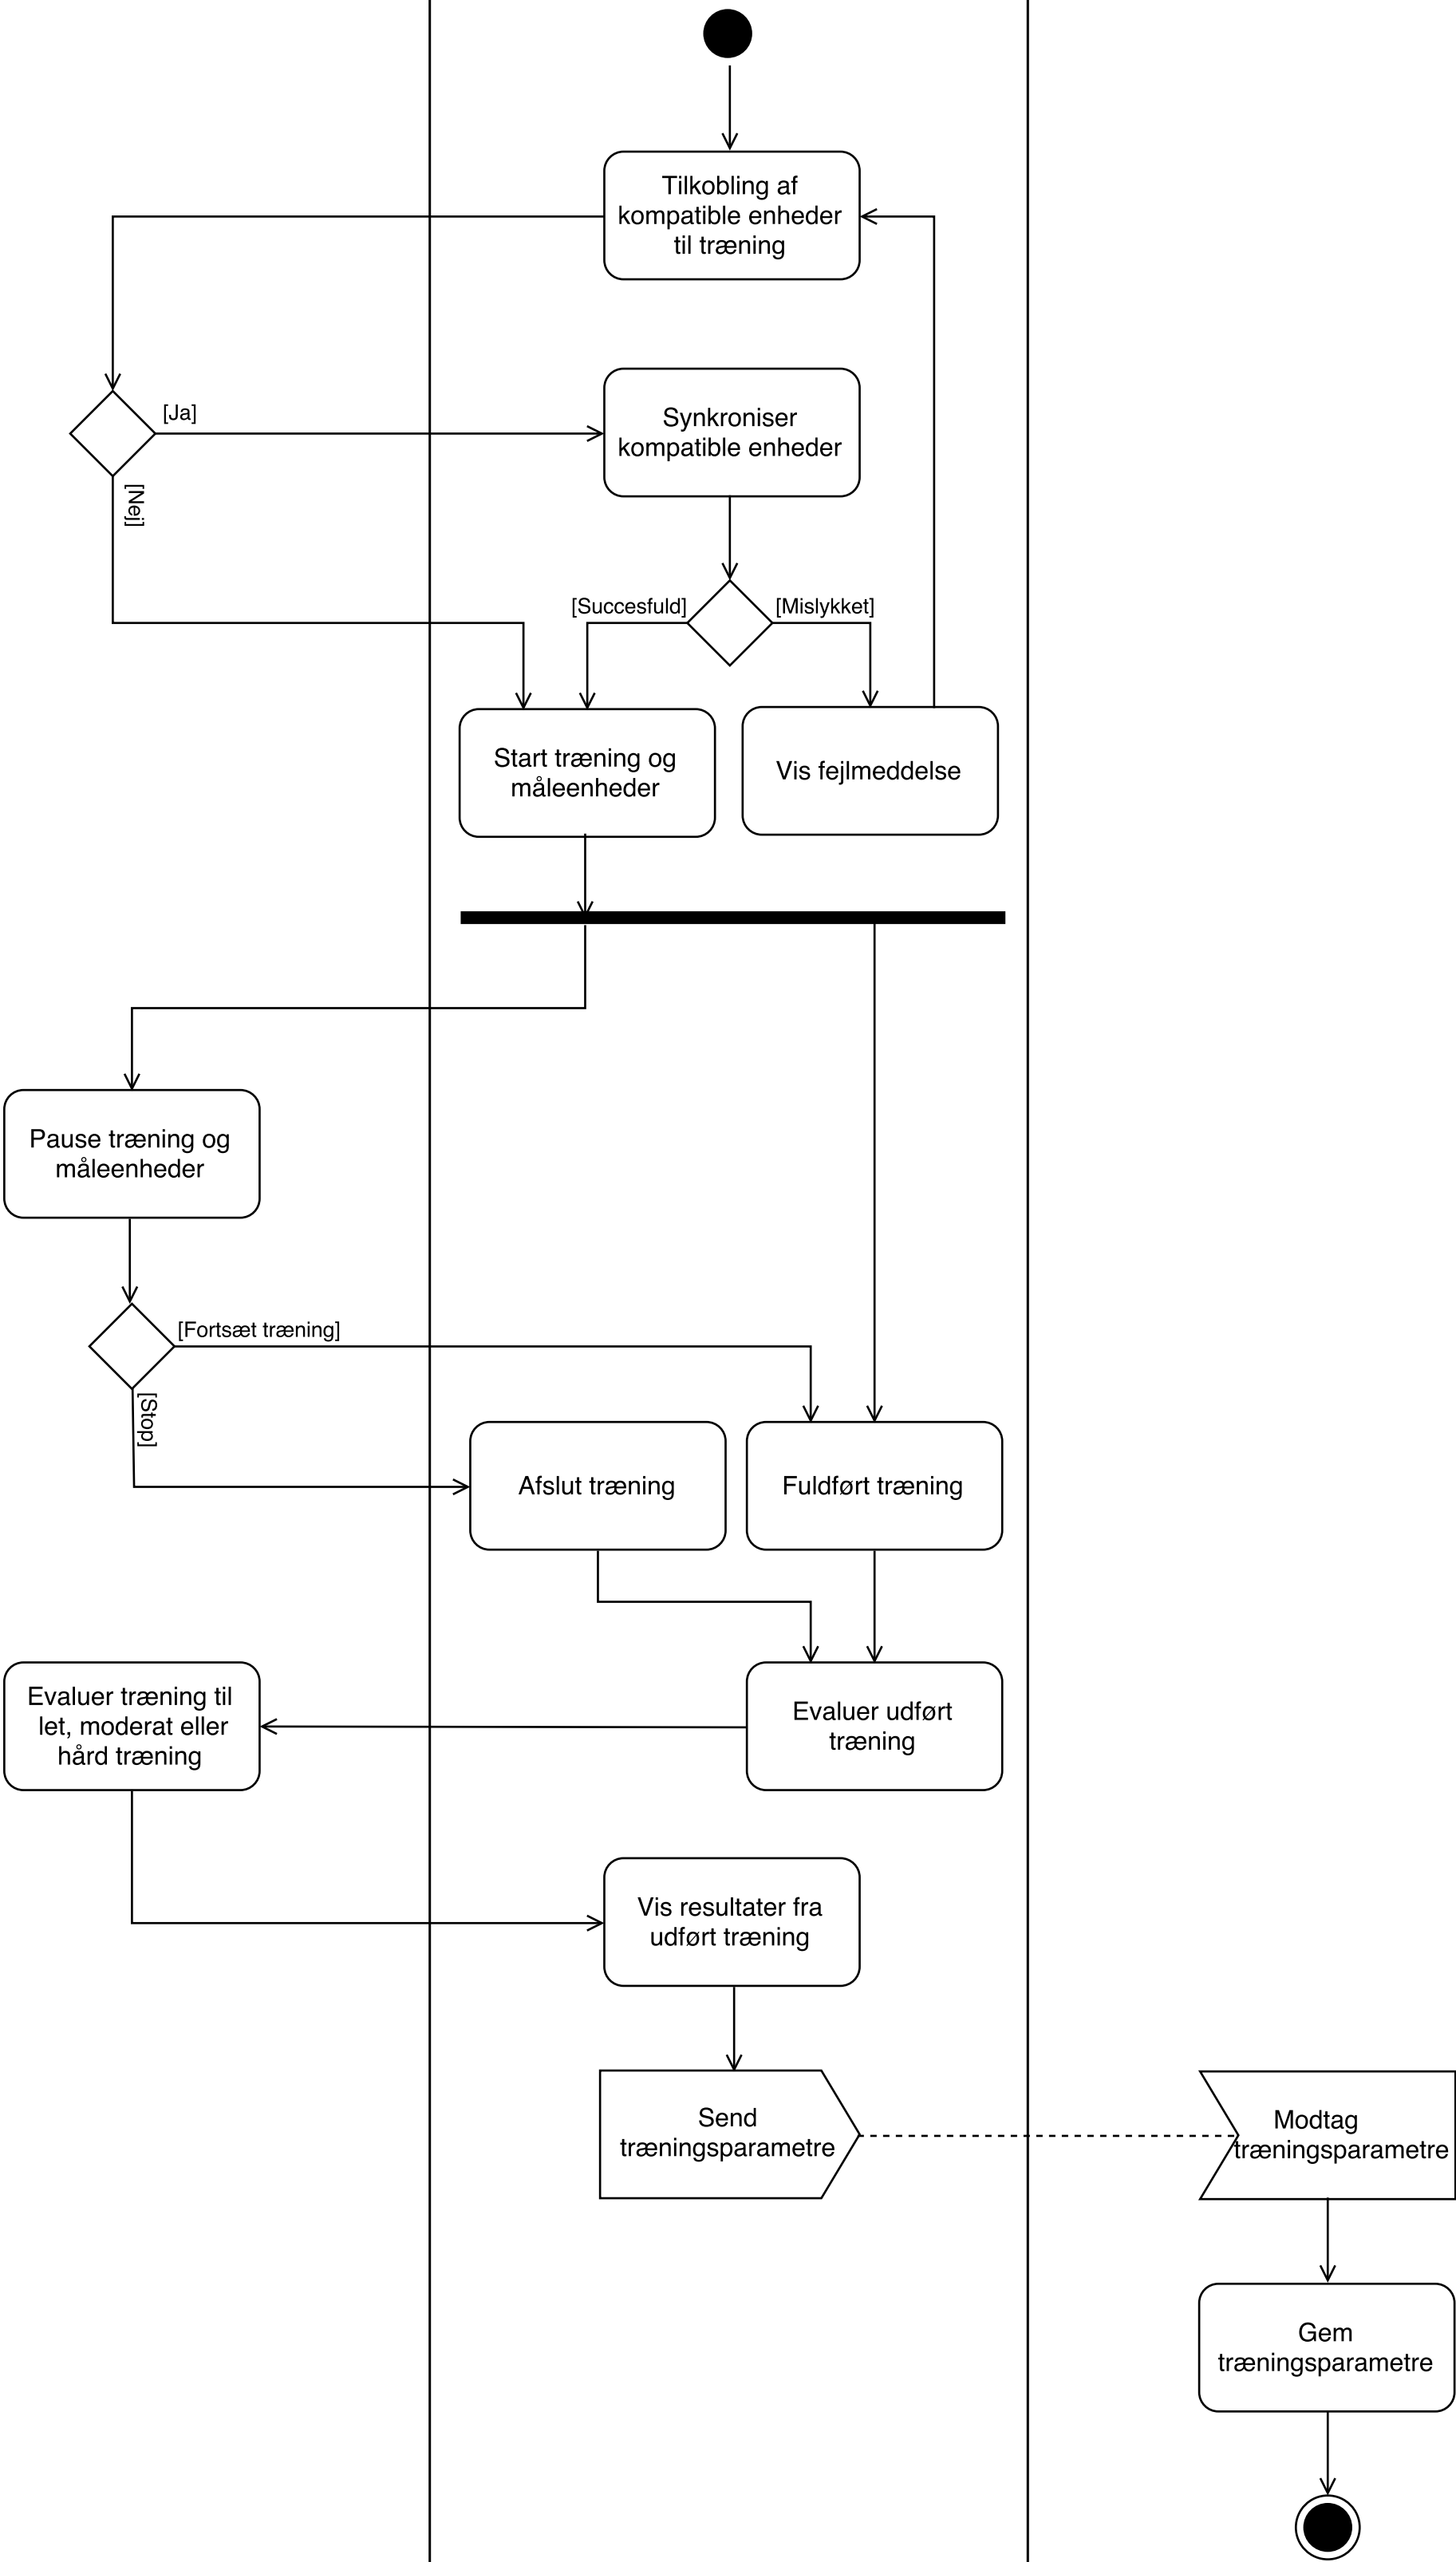 Tilkobling af
kompatible enheder
til træning
[Ja]
Synkroniser
kompatible enheder
[Nej]
[Succesfuld]
[Mislykket]
Start træning og
måleenheder
Vis fejlmeddelse
Pause træning og
måleenheder
[Fortsæt træning]
[Stop]
Afslut træning
Fuldført træning
Evaluer træning til
let, moderat eller
hård træning
Evaluer udført
træning
Vis resultater fra
udført træning
Send
træningsparametre
Modtag
træningsparametre
Gem
træningsparametre